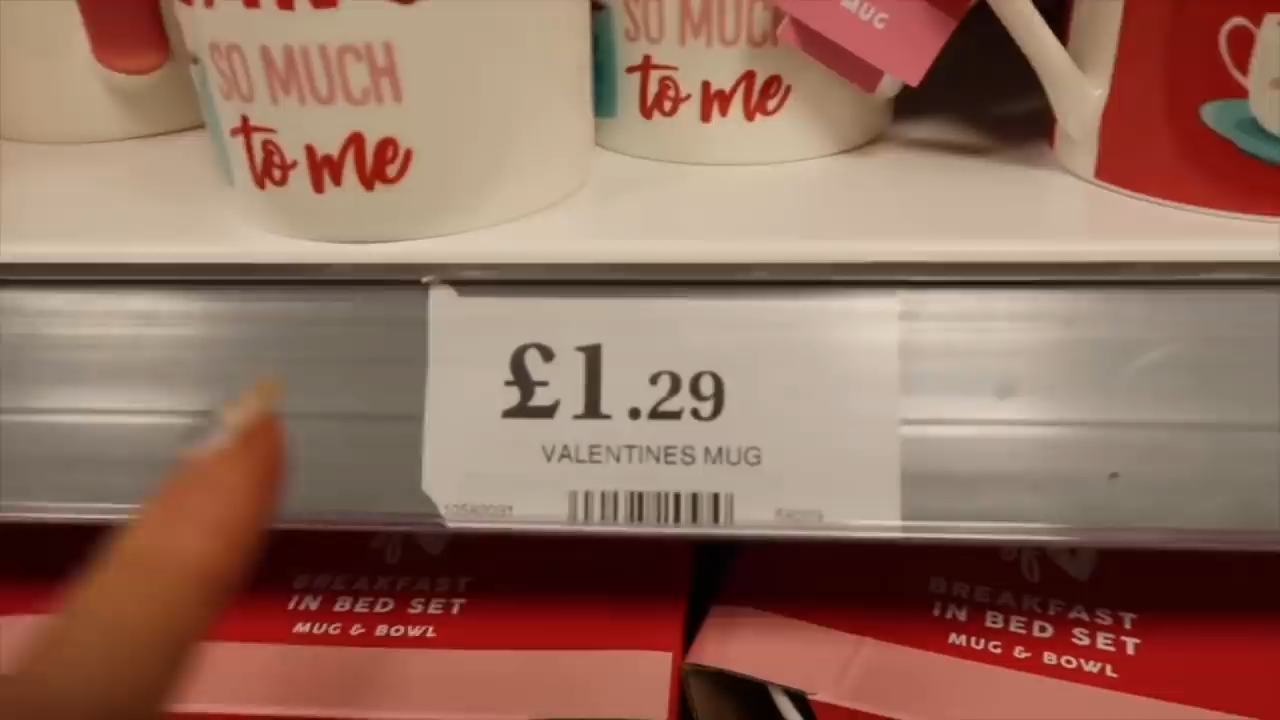 SO MUCH
to me
SO MUCH
to me
MUG
£1.29
VALENTINES MUG
BREAKFAST
IN BED SET
MUG & BOWL
BREAKFAST
IN BED SET
MUG & BOWL